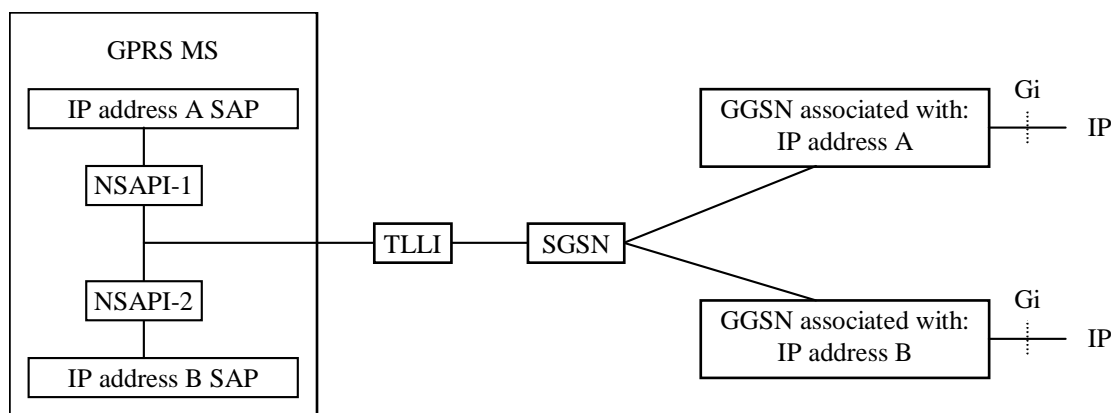 GPRS MS
IP address A SAP
NSAPI-1
NSAPI-2
IP address B SAP
TLLI
SGSN
GGSN associated with:
IP address A
Gi
IP
GGSN associated with:
IP address B
Gi
IP